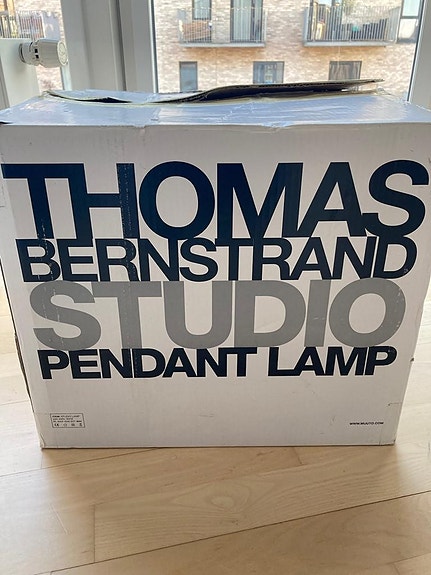 THOMAS
BERNSTRAND
STUDIO
PENDANT LAMP
WWW.MUUTO.COM